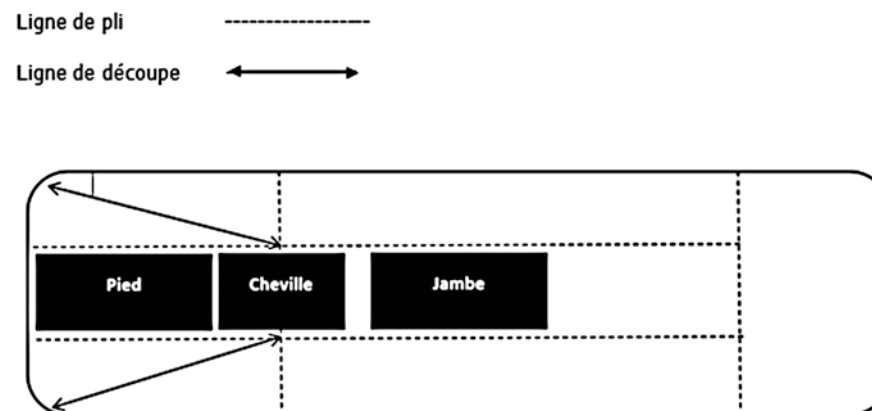 Ligne de pli
Ligne de découpe
Pied
Cheville
Jambe